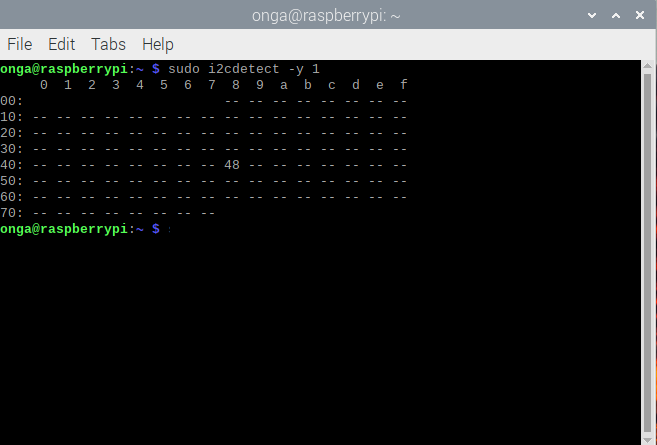 onga@raspberrypi: ~
File Edit Tabs Help
onga@raspberrypi:~ $ sudo i2cdetect -y 1
     0  1  2  3  4  5  6  7  8  9  a  b  c  d  e  f
00:                         -- -- -- -- -- -- -- --
10: -- -- -- -- -- -- -- -- -- -- -- -- -- -- -- --
20: -- -- -- -- -- -- -- -- -- -- -- -- -- -- -- --
30: -- -- -- -- -- -- -- -- -- -- -- -- -- -- -- --
40: -- -- -- -- -- -- -- -- 48 -- -- -- -- -- -- --
50: -- -- -- -- -- -- -- -- -- -- -- -- -- -- -- --
60: -- -- -- -- -- -- -- -- -- -- -- -- -- -- -- --
70: -- -- -- -- -- -- -- --
onga@raspberrypi:~ $